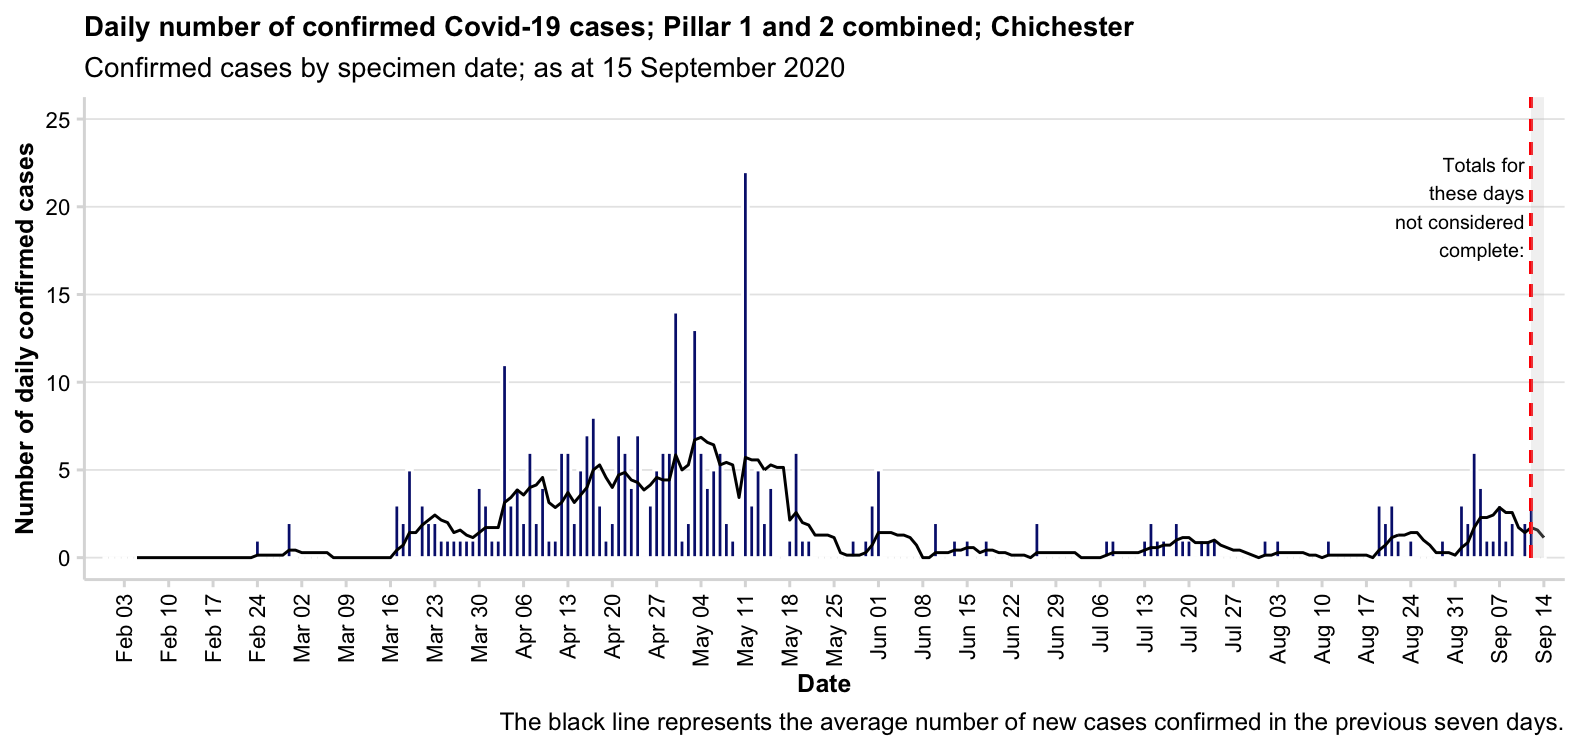 Daily number of confirmed Covid-19 cases; Pillar 1 and 2 combined; Chichester
Confirmed cases by specimen date; as at 15 September 2020
Number of daily confirmed cases
25
20
15
10
5
0
Totals for
these days
not considered
complete:
Feb 03
Feb 10
Feb 17
Feb 24
Mar 02
Mar 09
Mar 16
Mar 23
Mar 30
Apr 06
Apr 13
Apr 20
Apr 27
May 04
May 11
May 18
May 25
Jun 01
Jun 08
Jun 15
Jun 22
Jun 29
Jul 06
Jul 13
Jul 20
Jul 27
Aug 03
Aug 10
Aug 17
Aug 24
Aug 31
Sep 07
Sep 14
Date
The black line represents the average number of new cases confirmed in the previous seven days.